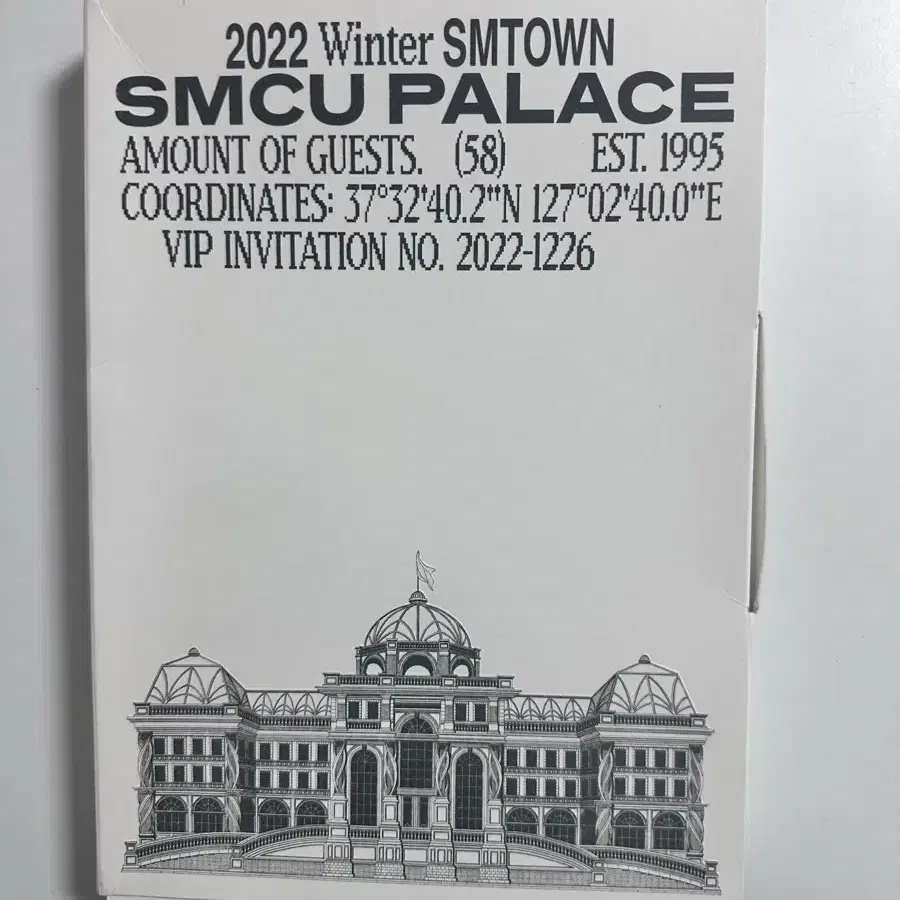 2022 Winter SMTOWN
SMCU PALACE
AMOUNT OF GUESTS. (58) EST. 1995
COORDINATES: 37°32'40.2"N 127°02'40.0"E
VIP INVITATION NO. 2022-1226